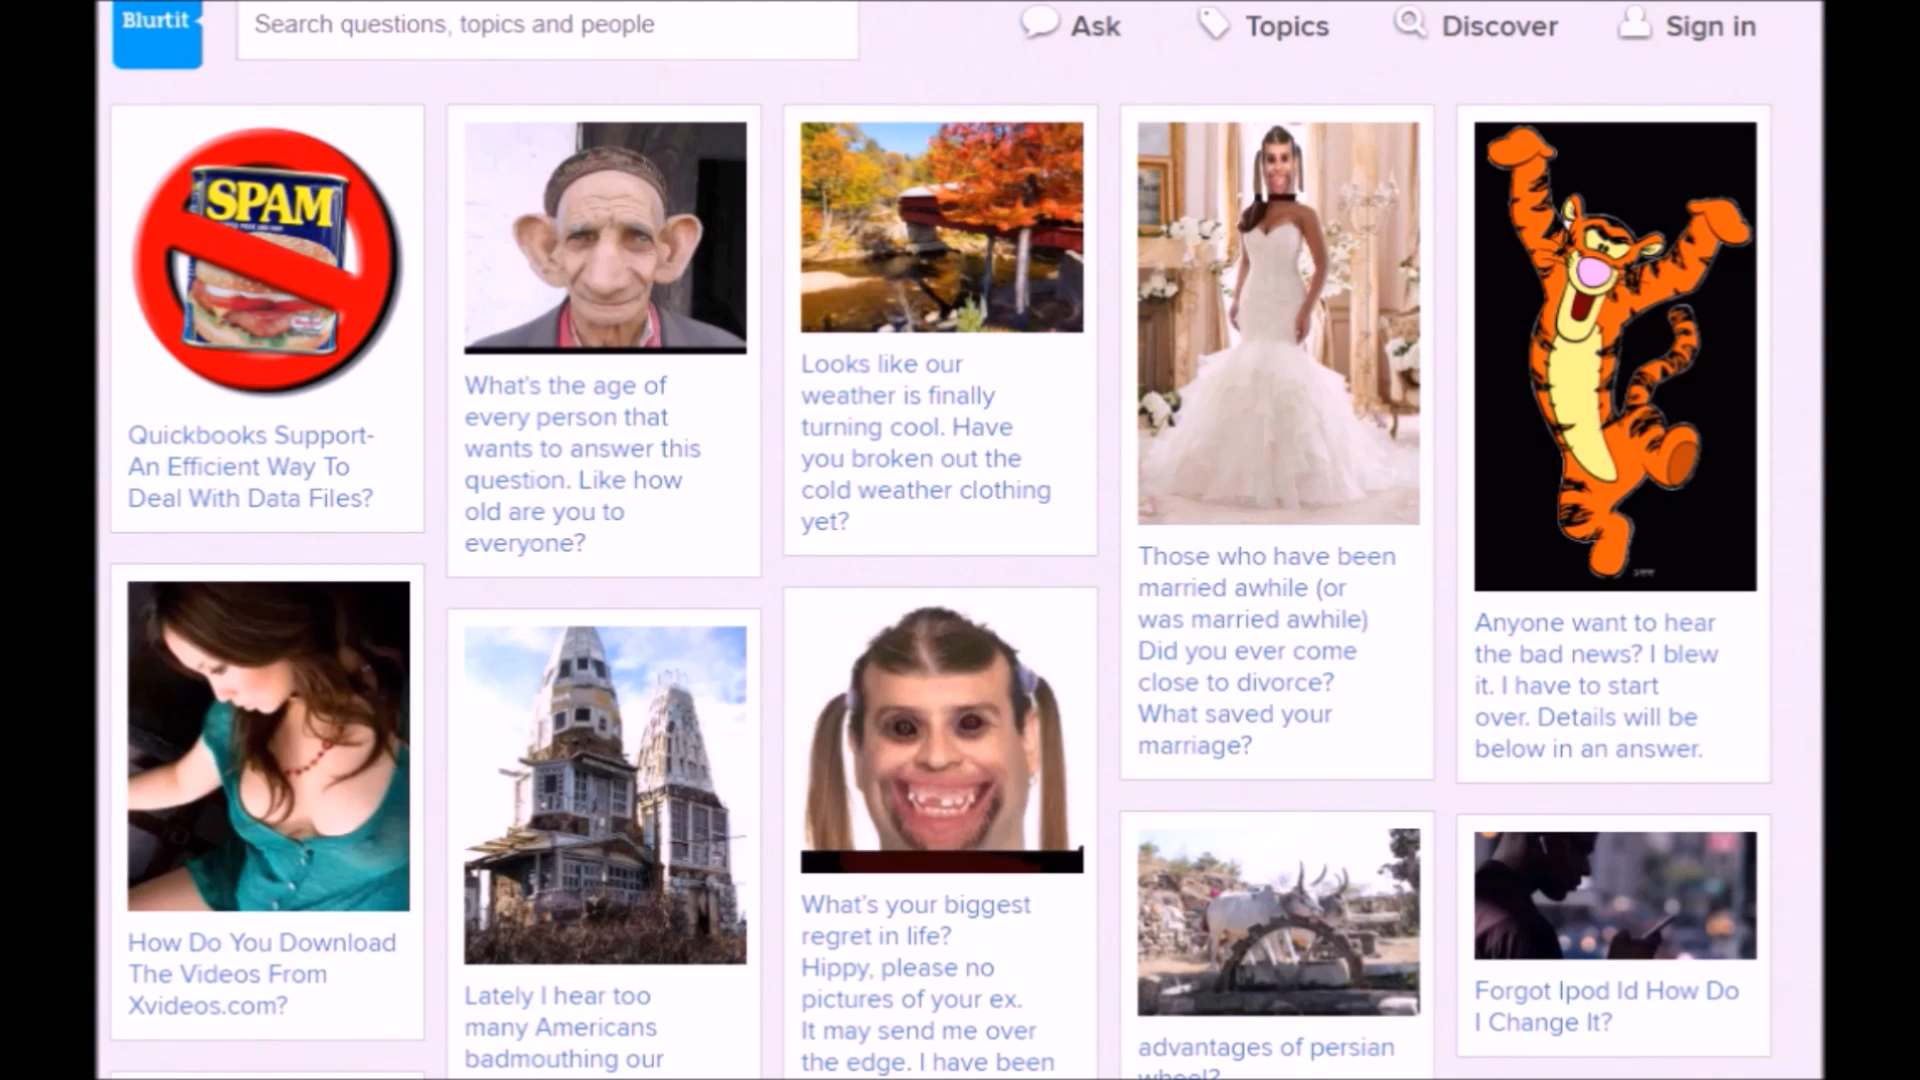 Blurtit
Search questions, topics and people
Ask
Topics
Discover
Sign in
SPAM
Quickbooks Support-
An Efficient Way To
Deal With Data Files?
What's the age of
every person that
wants to answer this
question. Like how
old are you to
everyone?
Looks like our
weather is finally
turning cool. Have
you broken out the
cold weather clothing
yet?
Those who have been
married awhile (or
was married awhile)
Did you ever come
close to divorce?
What saved your
marriage?
Anyone want to hear
the bad news? I blew
it. I have to start
over. Details will be
below in an answer.
How Do You Download
The Videos From
Xvideos.com?
Lately I hear too
many Americans
badmouthing our
What's your biggest
regret in life?
Hippy, please no
pictures of your ex.
It may send me over
the edge. I have been
advantages of persian
wheel?
Forgot Ipod Id How Do
I Change It?